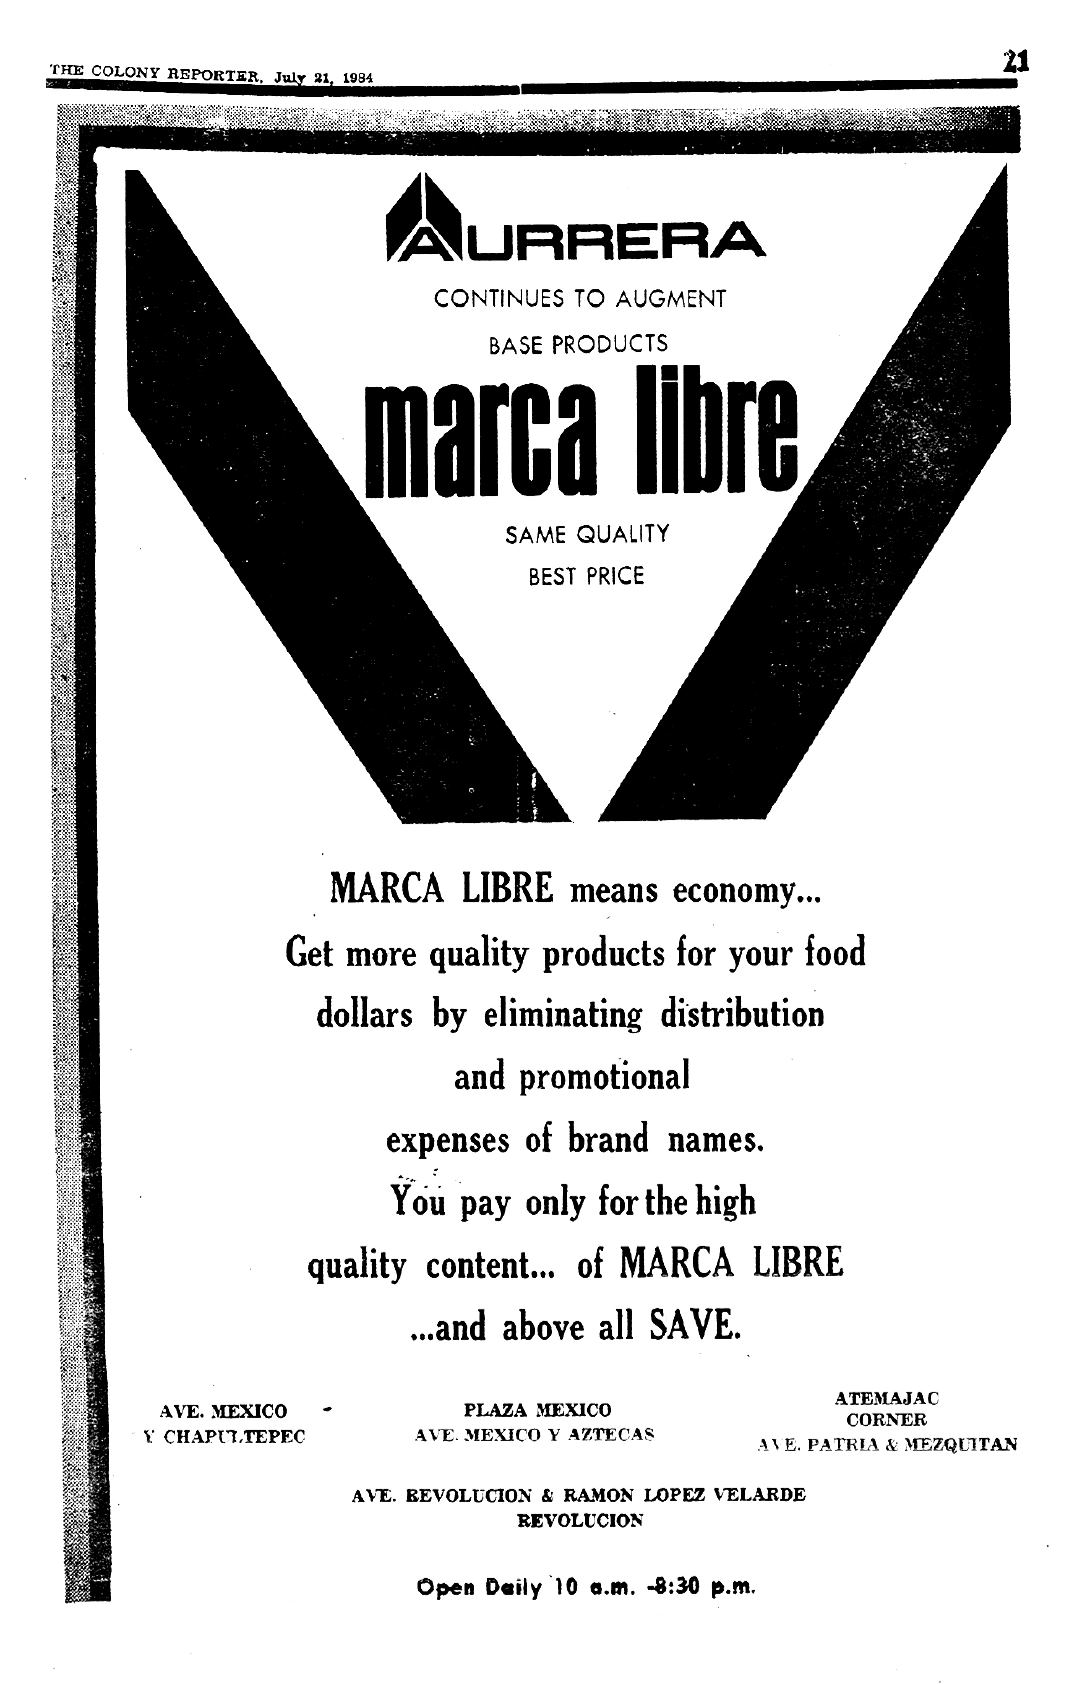 THE COLONY REPORTER, July 21, 1984
21
AURRERA
CONTINUES TO AUGMENT
BASE PRODUCTS
marca libre
SAME QUALITY
BEST PRICE
MARCA LIBRE means economy...
Get more quality products for your food
dollars by eliminating distribution
and promotional
expenses of brand names.
You pay only for the high
quality content... of MARCA LIBRE
...and above all SAVE.
AVE. MEXICO
Y CHAPULTEPEC
PLAZA MEXICO
AVE. MEXICO Y AZTECAS
ATEMAJAC
CORNER
AVE. PATRIA & MEZQUITAN
AVE. REVOLUCION & RAMON LOPEZ VELARDE
REVOLUCION
Open Daily 10 a.m. -8:30 p.m.